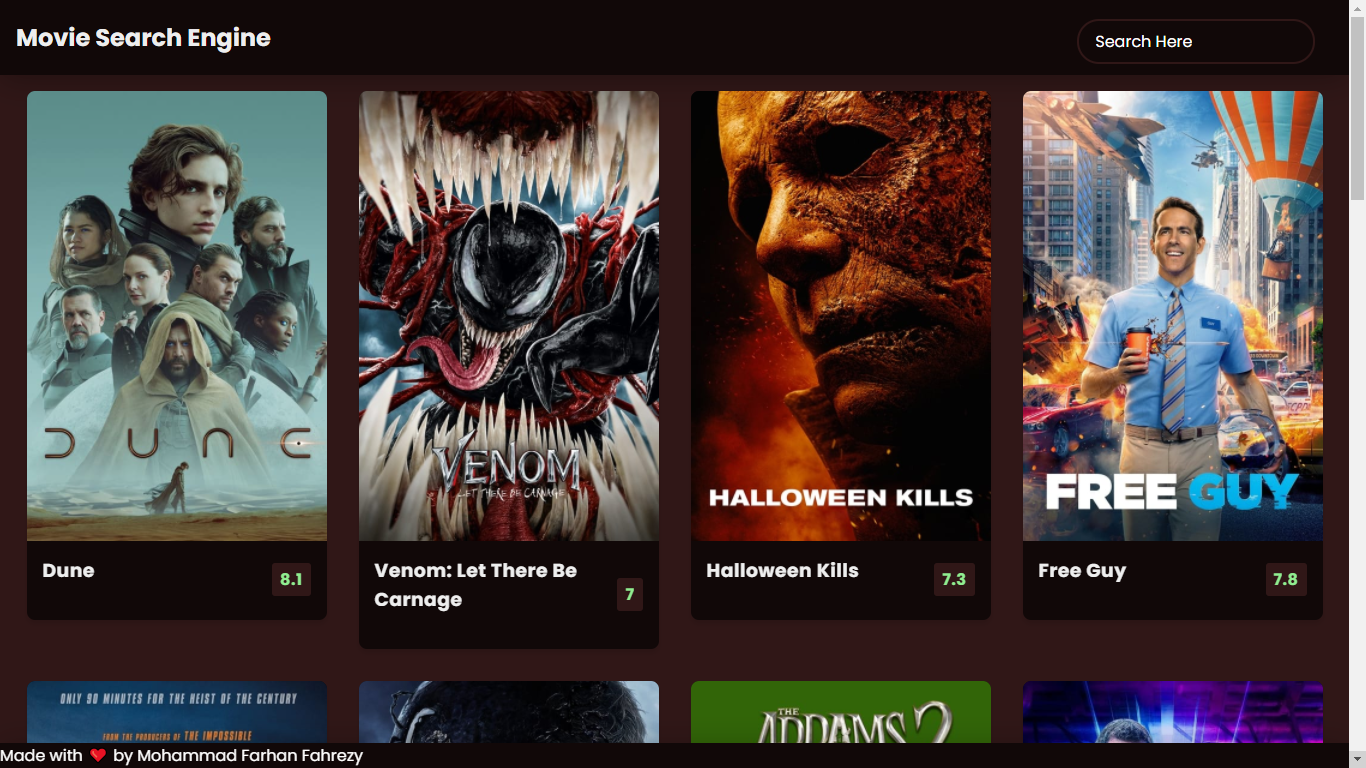 Movie Search Engine
Search Here
DUNE
VENOM
LET THERE BE CARNAGE
HALLOWEEN KILLS
FREE GUY
Dune
8.1
Venom: Let There Be
Carnage
7
Halloween Kills
7.3
Free Guy
7.8
ONLY 90 MINUTES FOR THE HEIST OF THE CENTURY
FROM THE PRODUCERS OF THE IMPOSSIBLE
THE
ADDAMS 2
Made with ❤ by Mohammad Farhan Fahrezy